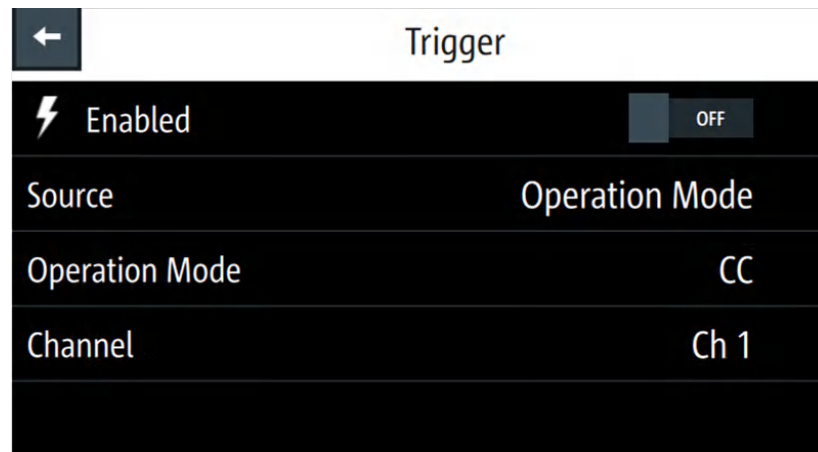 Trigger
Enabled OFF
Source Operation Mode
Operation Mode CC
Channel Ch 1